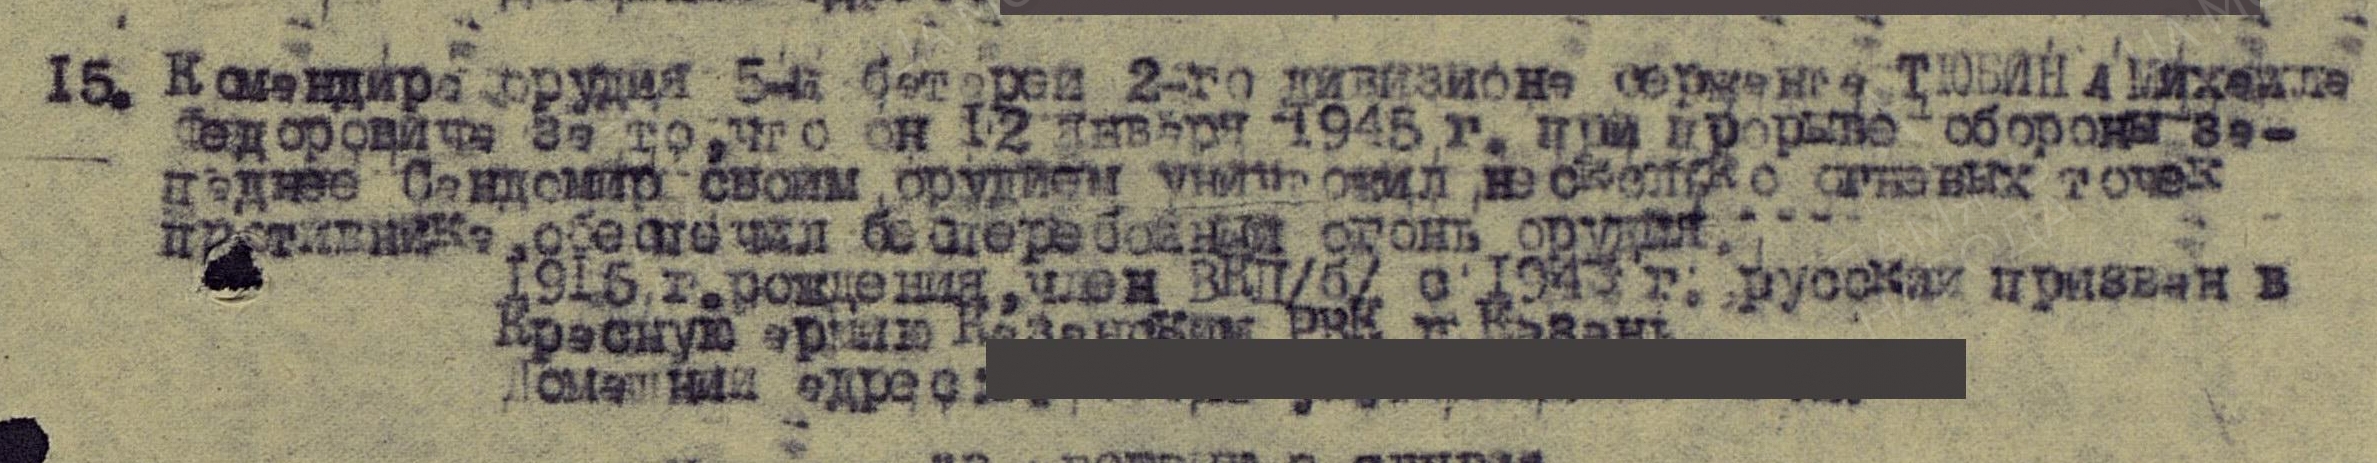 15. Командира орудия 5-й батареи 2-го дивизиона сержанта ТЮБИНА Михаила
Федоровича за то, что он 12 января 1945 г. при прорыве обороны за-
паднее Сандомир своим орудием уничтожил несколько огневых точек
противника, обеспечил бесперебойный огонь орудия.----
1915 г. рождения, член ВКП/б/ с 1943 г. русский призван в
Красную армию Казанским РВК г. Казань
Домашний адрес: